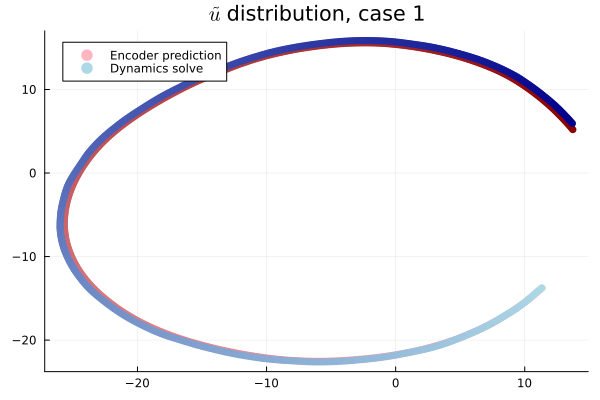 ũ distribution, case 1
Encoder prediction
Dynamics solve
10
0
−10
−20
−20
−10
0
10